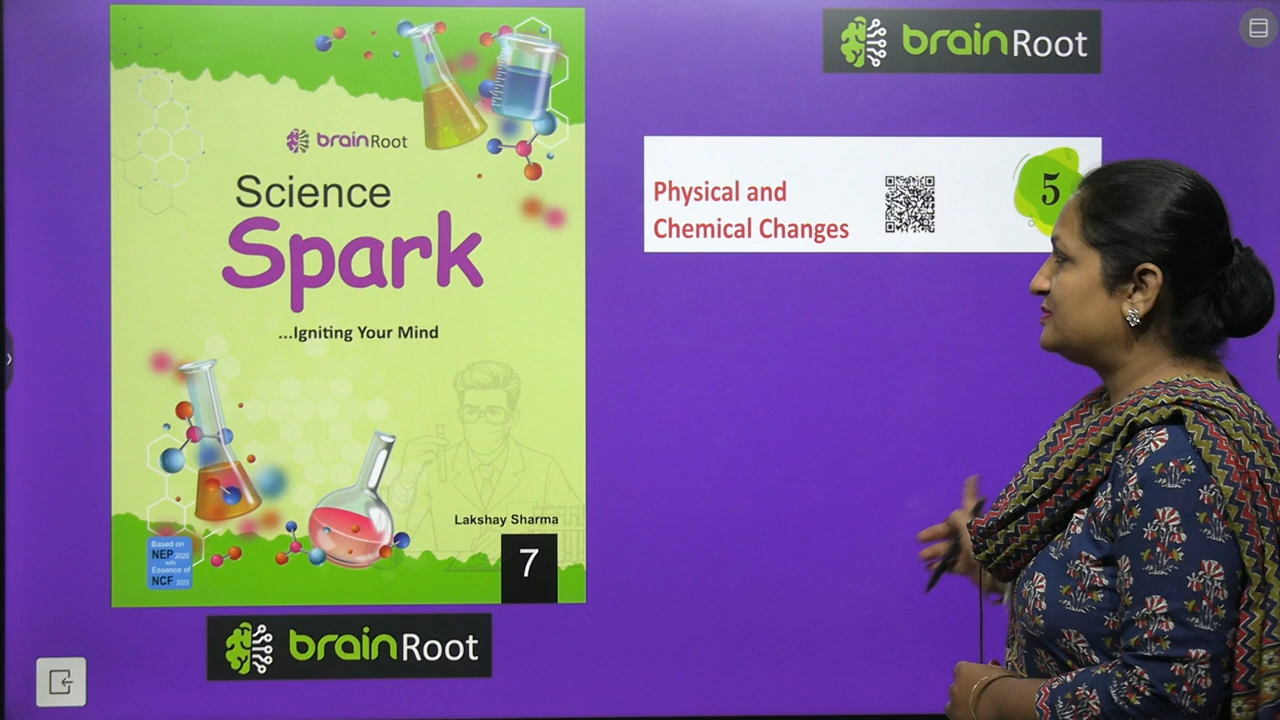 brainRoot
Science
Spark
...Igniting Your Mind
Lakshay Sharma
7
Based on
NEP 2020
with
Essence of
NCF 2023
brainRoot
brainRoot
Physical and
Chemical Changes
5